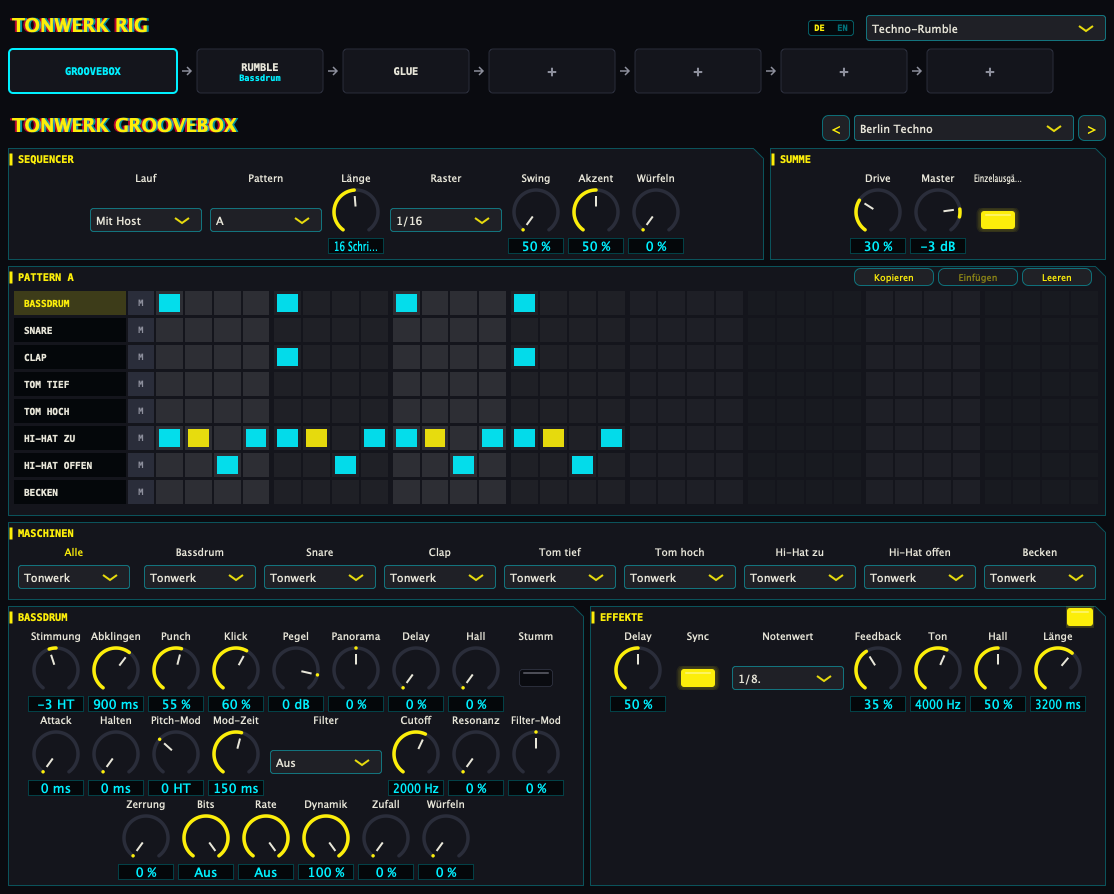 TONWERK RIG
DE EN
Techno-Rumble
GROOVEBOX
RUMBLE
Bassdrum
GLUE
+ + + +
TONWERK GROOVEBOX
< Berlin Techno >
SEQUENCER
Lauf Pattern Länge Raster Swing Akzent Würfeln
Mit Host A 1/16
16 Schri... 50 % 50 % 0 %
SUMME
Drive Master Einzelausgä...
30 % -3 dB
PATTERN A
Kopieren Einfügen Leeren
BASSDRUM M
SNARE M
CLAP M
TOM TIEF M
TOM HOCH M
HI-HAT ZU M
HI-HAT OFFEN M
BECKEN M
MASCHINEN
Alle Bassdrum Snare Clap Tom tief Tom hoch Hi-Hat zu Hi-Hat offen Becken
Tonwerk Tonwerk Tonwerk Tonwerk Tonwerk Tonwerk Tonwerk Tonwerk Tonwerk
BASSDRUM
Stimmung Abklingen Punch Klick Pegel Panorama Delay Hall Stumm
-3 HT 900 ms 55 % 60 % 0 dB 0 % 0 % 0 %
Attack Halten Pitch-Mod Mod-Zeit Filter Cutoff Resonanz Filter-Mod
Aus
0 ms 0 ms 0 HT 150 ms 2000 Hz 0 % 0 %
Zerrung Bits Rate Dynamik Zufall Würfeln
0 % Aus Aus 100 % 0 % 0 %
EFFEKTE
Delay Sync Notenwert Feedback Ton Hall Länge
1/8.
50 % 35 % 4000 Hz 50 % 3200 ms